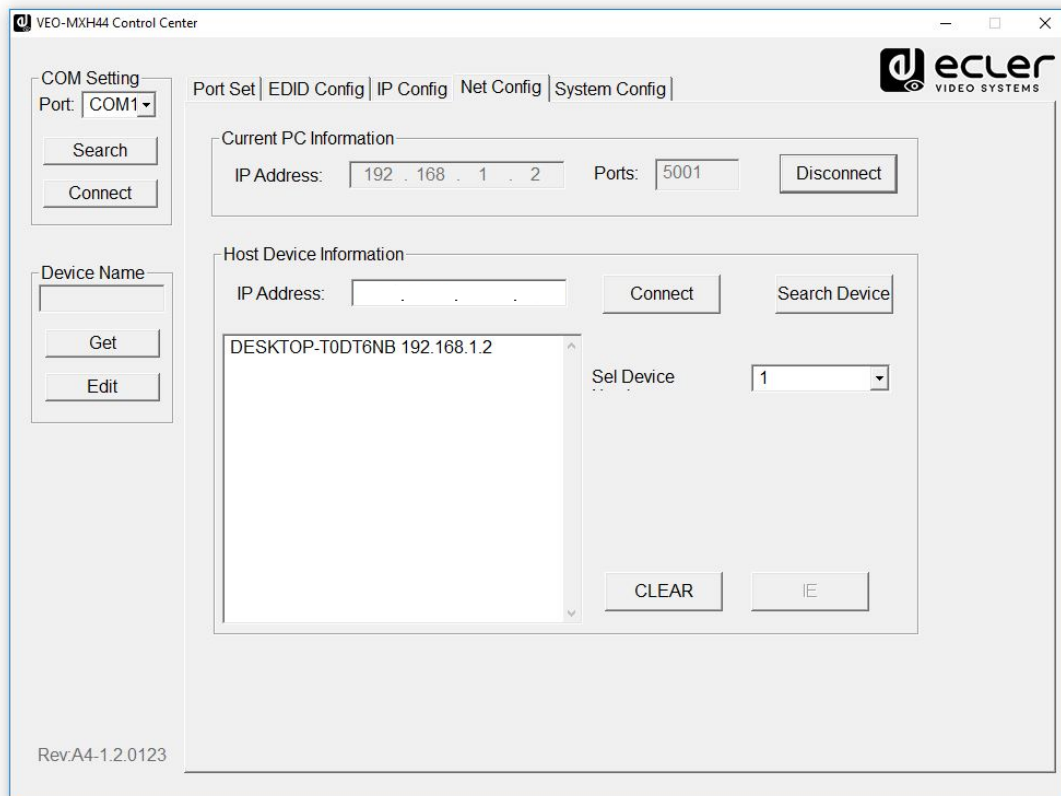 VEO-MXH44 Control Center
ecler
VIDEO SYSTEMS
COM Setting
Port: COM1
Search
Connect
Device Name
Get
Edit
Rev:A4-1.2.0123
Port Set EDID Config IP Config Net Config System Config
Current PC Information
IP Address: 192 . 168 . 1 . 2 Ports: 5001 Disconnect
Host Device Information
IP Address: . . . Connect Search Device
DESKTOP-T0DT6NB 192.168.1.2
Sel Device 1
CLEAR IE